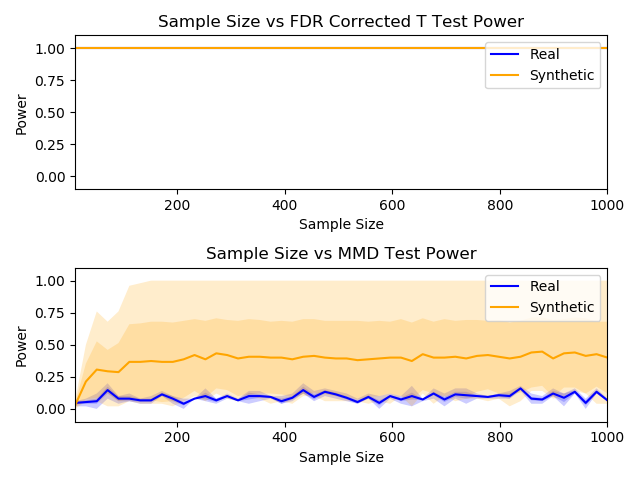 Sample Size vs FDR Corrected T Test Power
1.00
0.75
0.50
0.25
0.00
Power
Real
Synthetic
200
400
600
800
1000
Sample Size
Sample Size vs MMD Test Power
1.00
0.75
0.50
0.25
0.00
Power
Real
Synthetic
200
400
600
800
1000
Sample Size